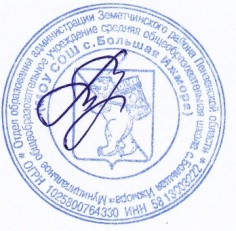 * Отдел образования администрации Земетчинского района Пензенской области
* Муниципальное общеобразовательное учреждение средняя общеобразовательная школа с.Большая Ижмора
МОУ СОШ с.Большая Ижмора
* ОГРН 1025800764330 ИНН 5813003222 *